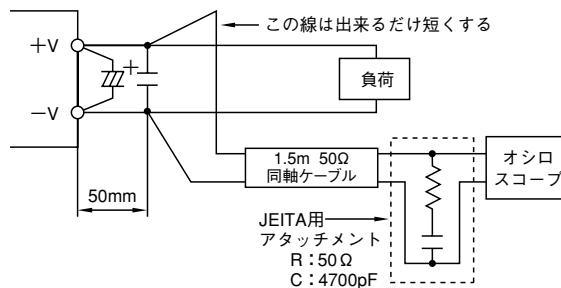 この線は出来るだけ短くする
+V
+
−V
負荷
1.5m 50Ω
同軸ケーブル
オシロ
スコープ
50mm
JEITA用
アタッチメント
R：50Ω
C：4700pF